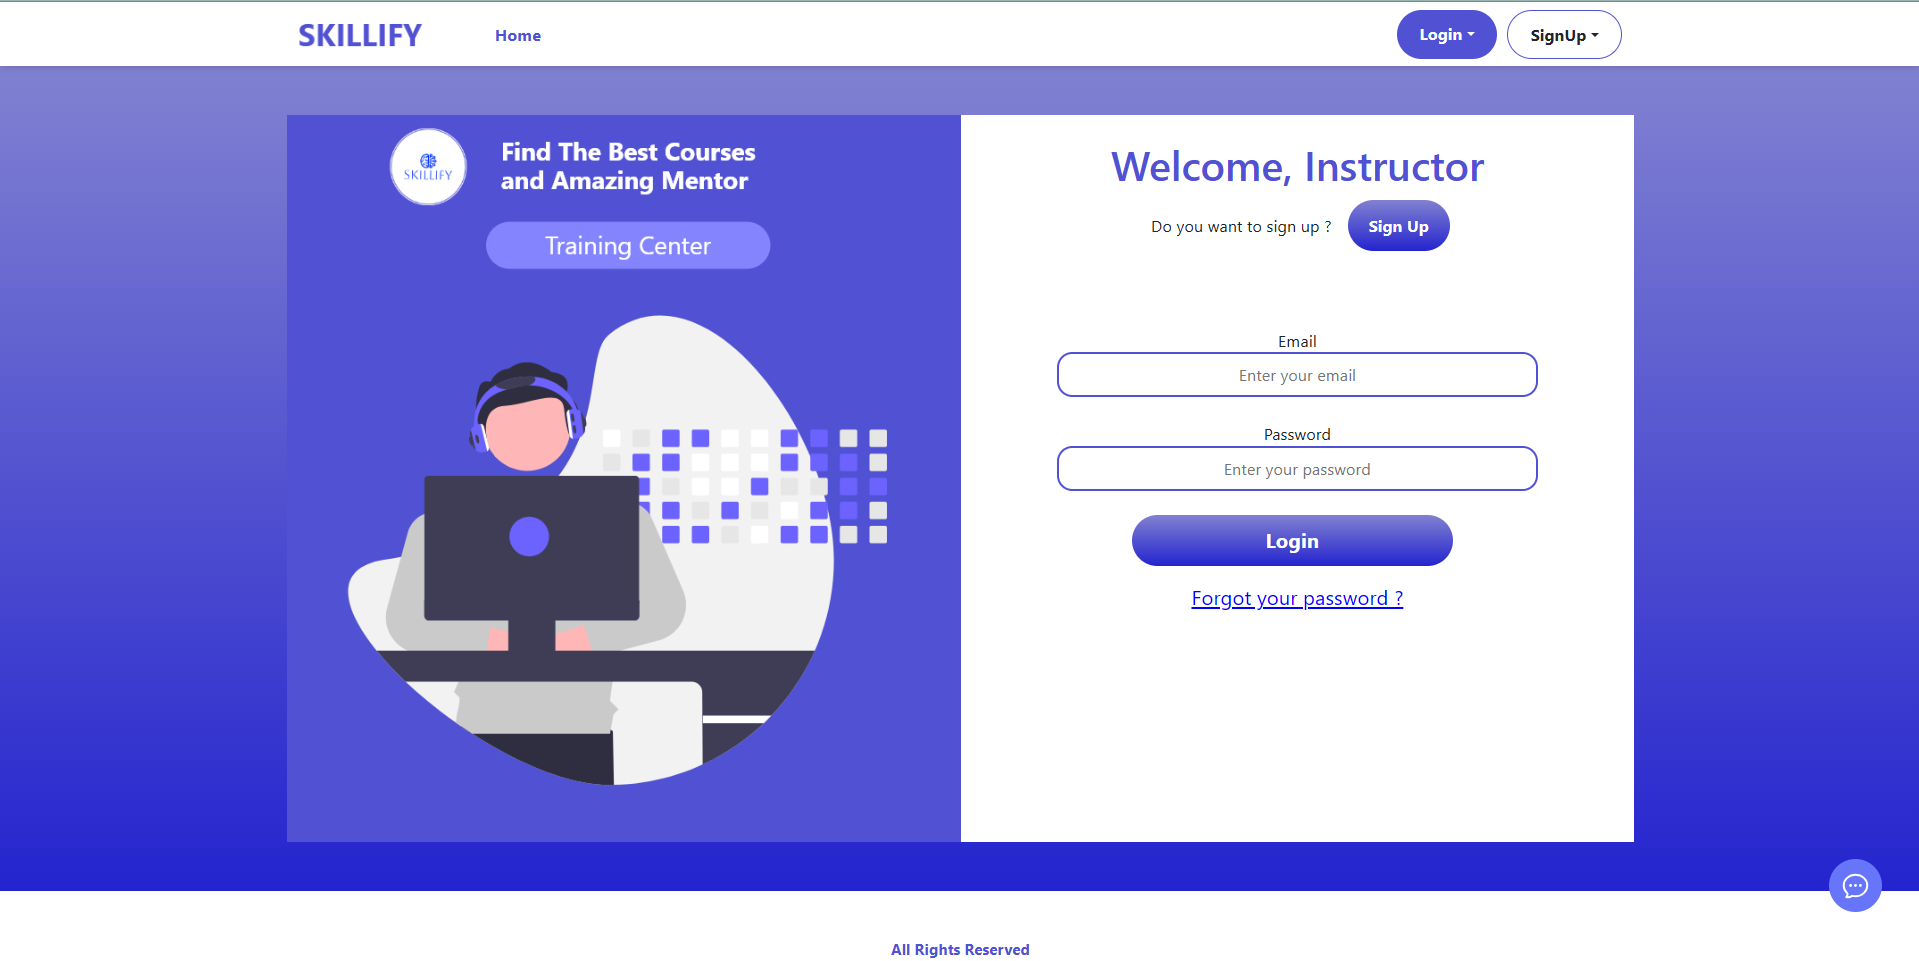 SKILLIFY
Home
Login
SignUp
SKILLIFY
Find The Best Courses
and Amazing Mentor
Training Center
Welcome, Instructor
Do you want to sign up ?
Sign Up
Email
Enter your email
Password
Enter your password
Login
Forgot your password ?
All Rights Reserved